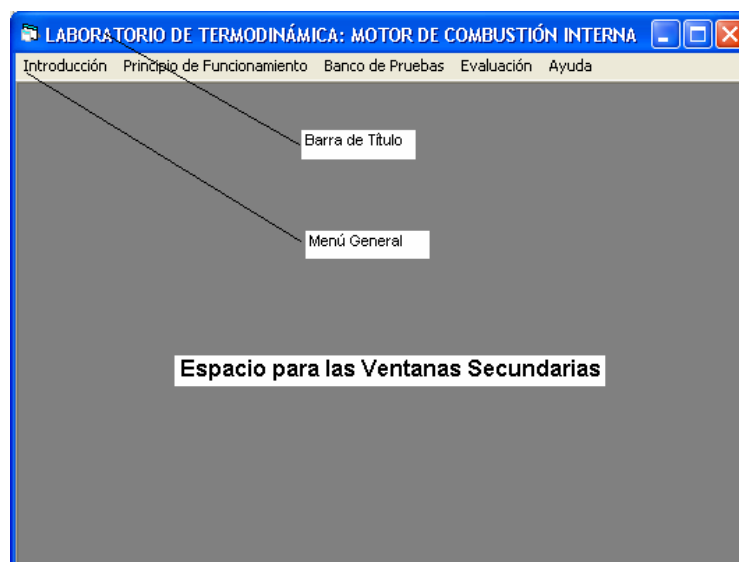 LABORATORIO DE TERMODINÁMICA: MOTOR DE COMBUSTIÓN INTERNA
Introducción Principio de Funcionamiento Banco de Pruebas Evaluación Ayuda
Barra de Título
Menú General
Espacio para las Ventanas Secundarias